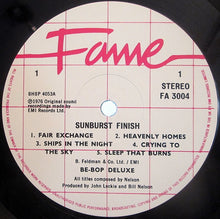 Fame
1
1
SHSP 4053A
STEREO
FA 3004
℗1976 Original sound
recordings made by
EMI Records Ltd.
SUNBURST FINISH
1. FAIR EXCHANGE 2. HEAVENLY HOMES
3. SHIPS IN THE NIGHT 4. CRYING TO
THE SKY 5. SLEEP THAT BURNS
B. Feldman & Co. Ltd. / EMI
BE-BOP DELUXE
All titles composed by Nelson
Produced by John Leckie and Bill Nelson